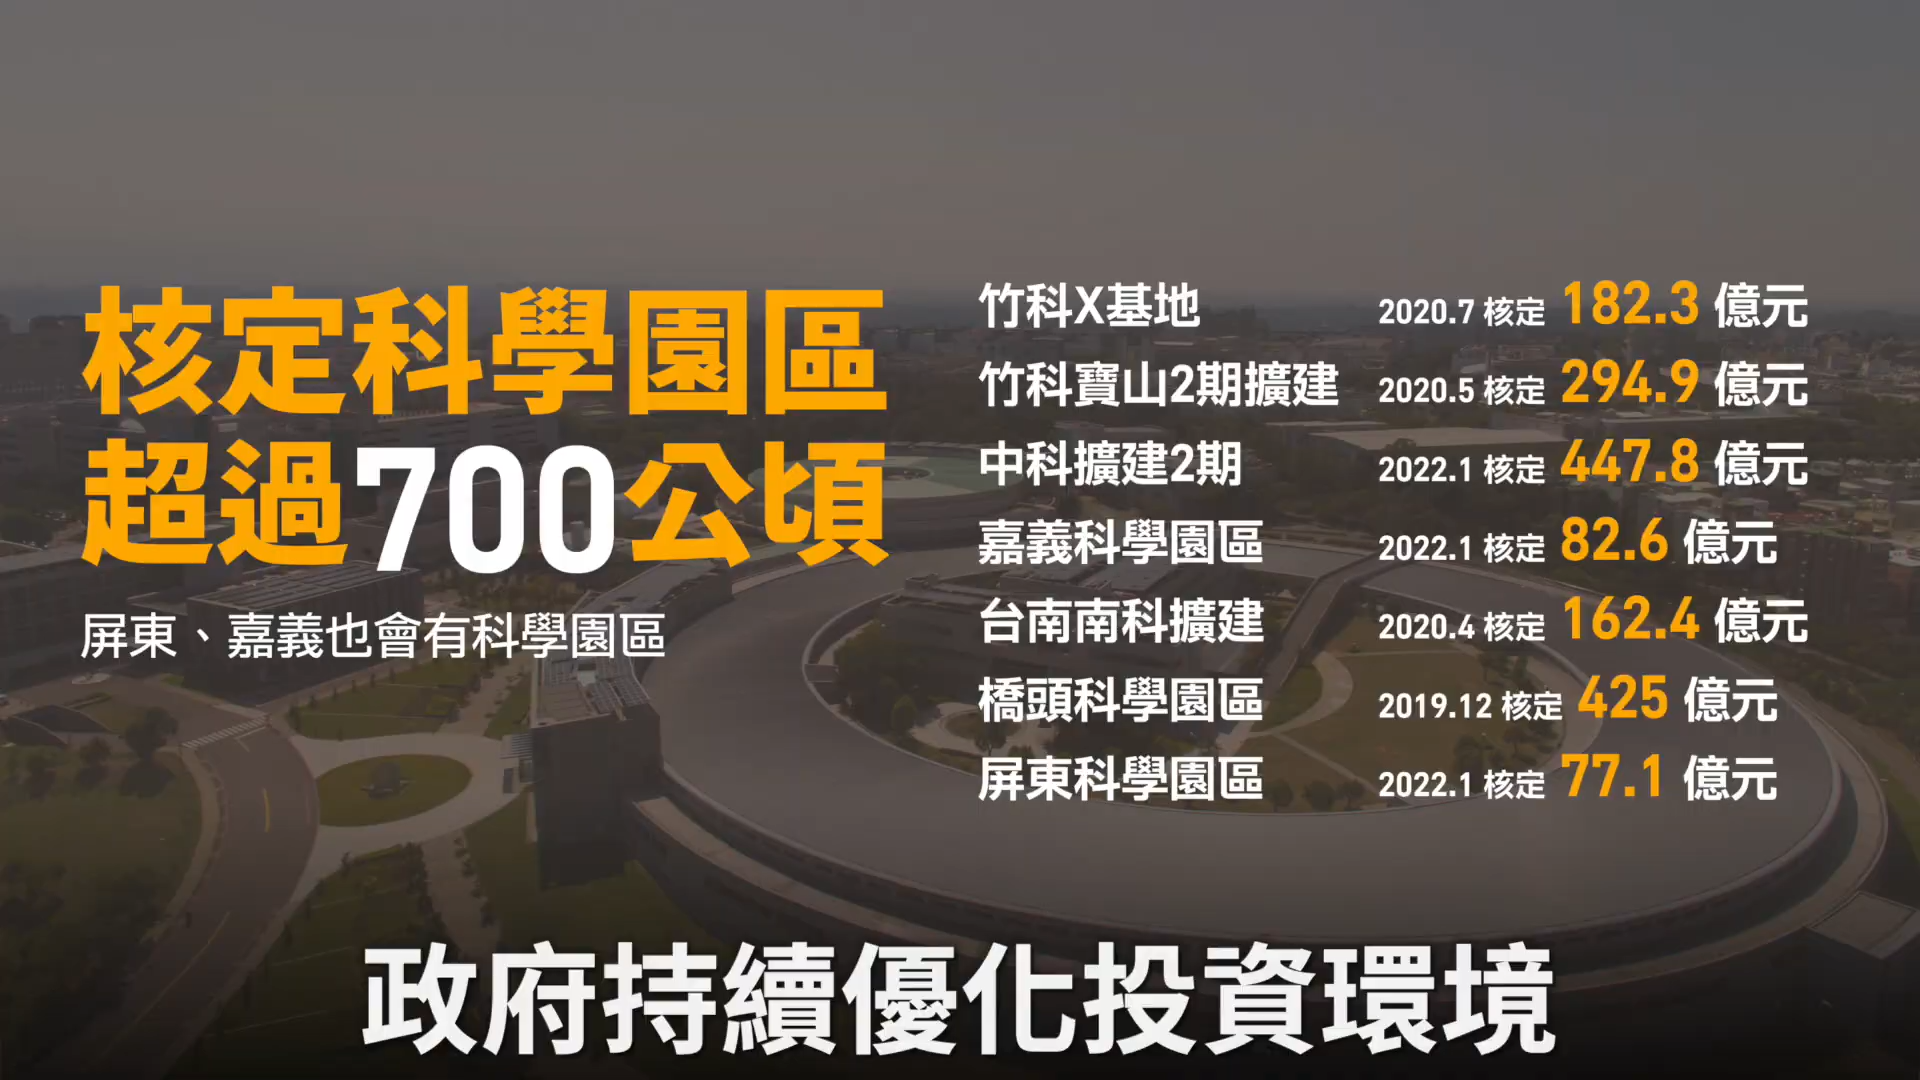 核定科學園區
超過700公頃
屏東、嘉義也會有科學園區
竹科X基地 2020.7 核定 182.3 億元
竹科寶山2期擴建 2020.5 核定 294.9 億元
中科擴建2期 2022.1 核定 447.8 億元
嘉義科學園區 2022.1 核定 82.6 億元
台南南科擴建 2020.4 核定 162.4 億元
橋頭科學園區 2019.12 核定 425 億元
屏東科學園區 2022.1 核定 77.1 億元
政府持續優化投資環境